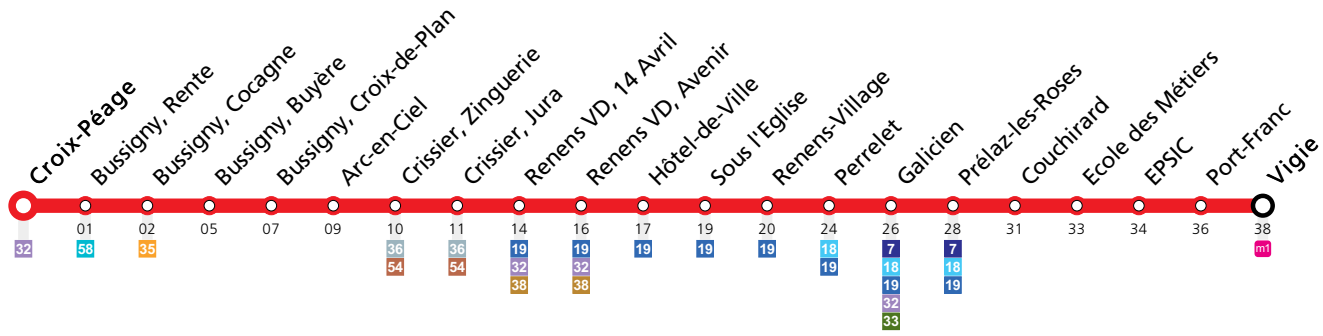 Croix-Péage
Bussigny, Rente
Bussigny, Cocagne
Bussigny, Buyère
Bussigny, Croix-de-Plan
Arc-en-Ciel
Crissier, Zinguerie
Crissier, Jura
Renens VD, 14 Avril
Renens VD, Avenir
Hôtel-de-Ville
Sous l'Eglise
Renens-Village
Perrelet
Galicien
Prélaz-les-Roses
Couchirard
Ecole des Métiers
EPSIC
Port-Franc
Vigie
01 02 05 07 09 10 11 14 16 17 19 20 24 26 28 31 33 34 36 38
32 58 35 36 36 19 19 19 19 19 18 7 7 m1
54 54 32 32 19 18 18
38 38 19 19
32
33